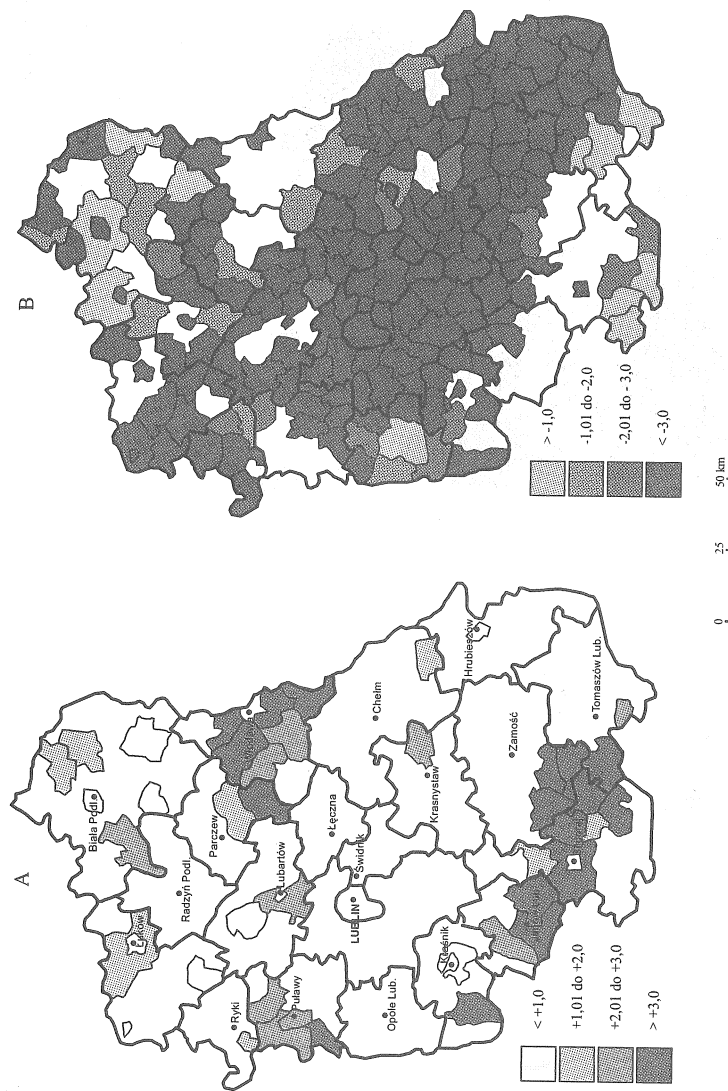 A
Biała Podl.
Łuków
Radzyń Podl.
Parczew
Ryki
Lubartów
Puławy
Łęczna
LUBLIN
Świdnik
Chełm
Opole Lub.
Krasnystaw
Kraśnik
Hrubieszów
Zamość
Tomaszów Lub.
< +1,0
+1,01 do +2,0
+2,01 do +3,0
> +3,0
B
> -1,0
-1,01 do -2,0
-2,01 do - 3,0
< -3,0
0 25 50 km